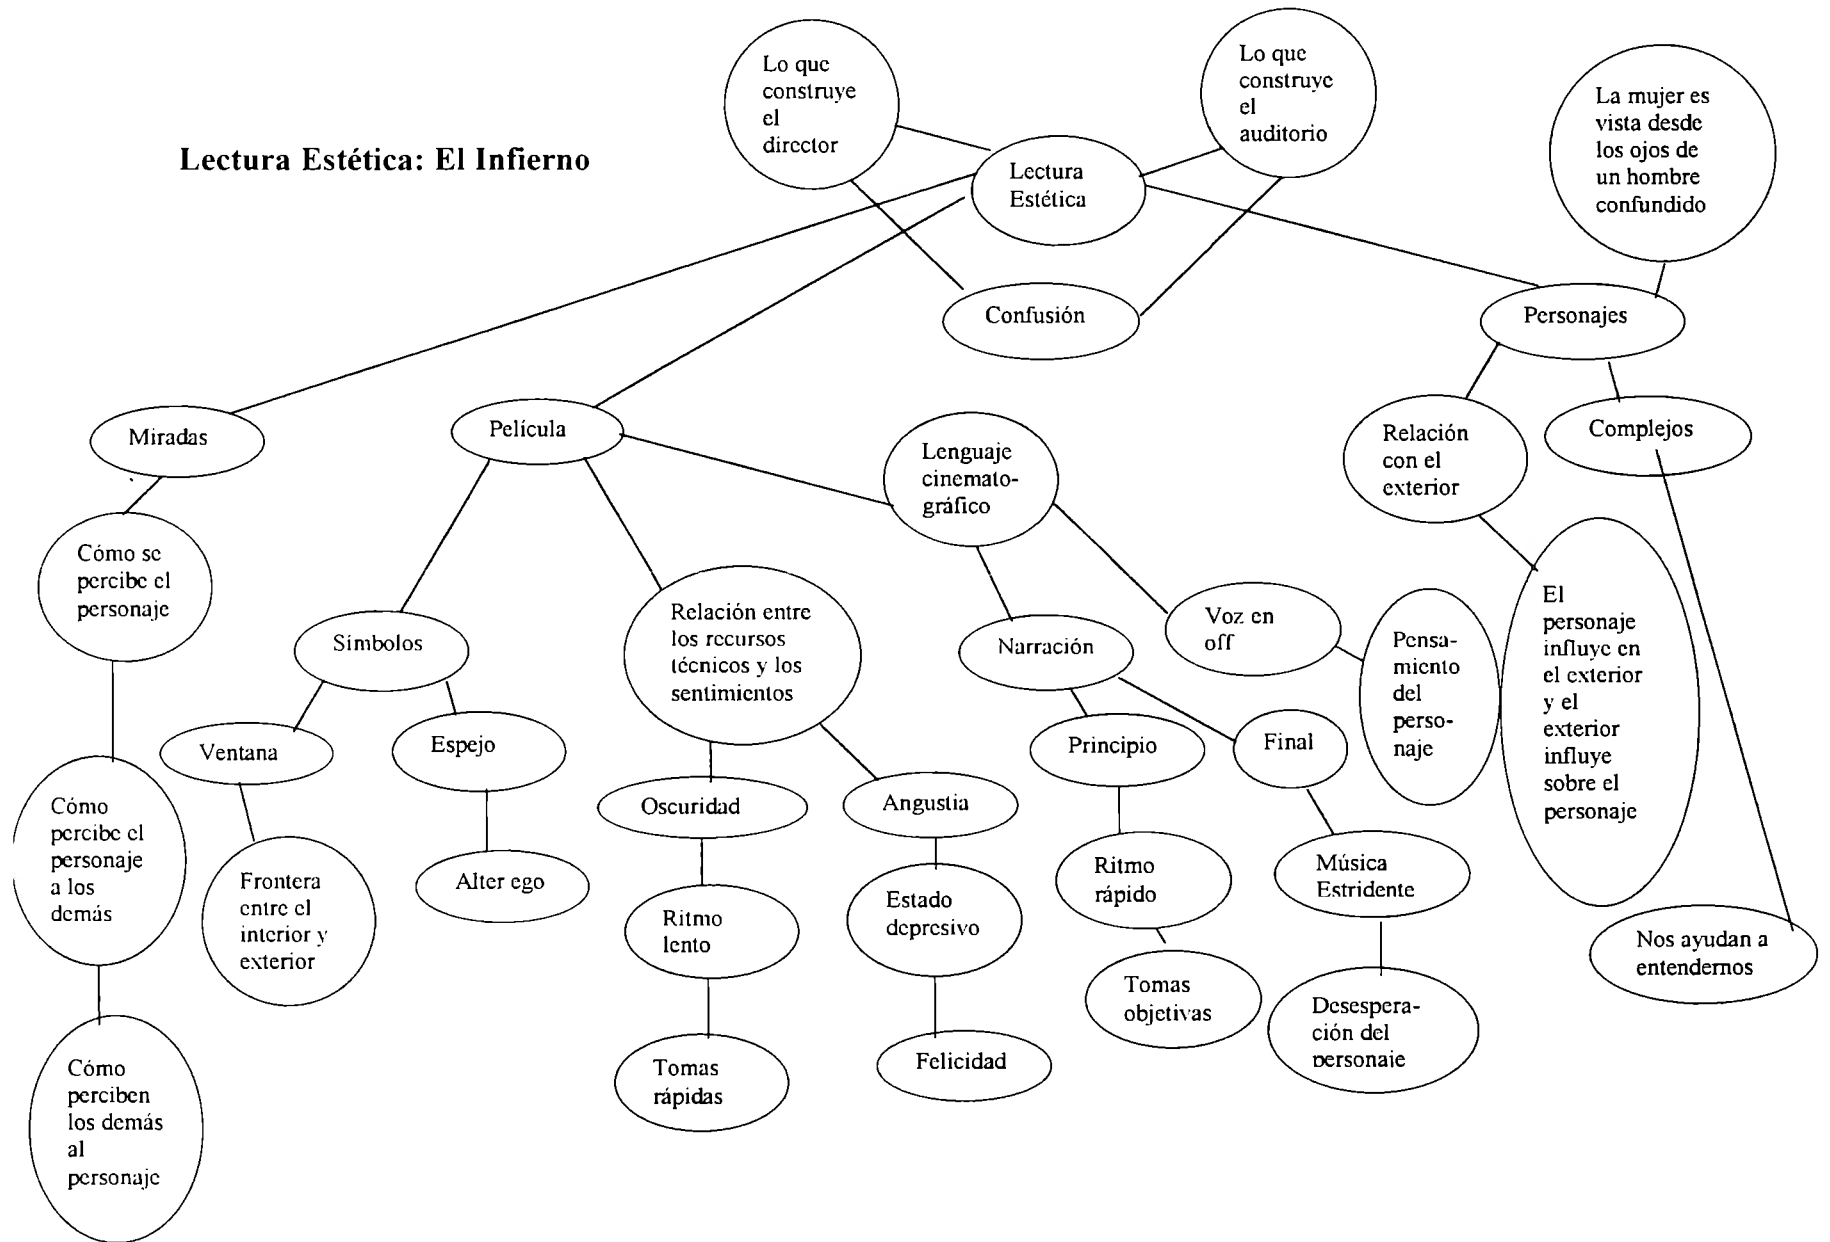 Lectura Estética: El Infierno
Lo que
construye
el
director
Lo que
construye
el
auditorio
La mujer es
vista desde
los ojos de
un hombre
confundido
Lectura
Estética
Confusión
Personajes
Miradas
Película
Lenguaje
cinemato-
gráfico
Relación
con el
exterior
Complejos
Cómo se
percibe el
personaje
Símbolos
Relación entre
los recursos
técnicos y los
sentimientos
Narración
Voz en
off
Pensa-
miento
del
perso-
naje
El
personaje
influye en
el exterior
y el
exterior
influye
sobre el
personaje
Ventana
Espejo
Principio
Final
Cómo
percibe el
personaje
a los
demás
Oscuridad
Angustia
Frontera
entre el
interior y
exterior
Alter ego
Ritmo
lento
Estado
depresivo
Ritmo
rápido
Música
Estridente
Nos ayudan a
entendernos
Tomas
objetivas
Desespera-
ción del
personaje
Cómo
perciben
los demás
al
personaje
Tomas
rápidas
Felicidad